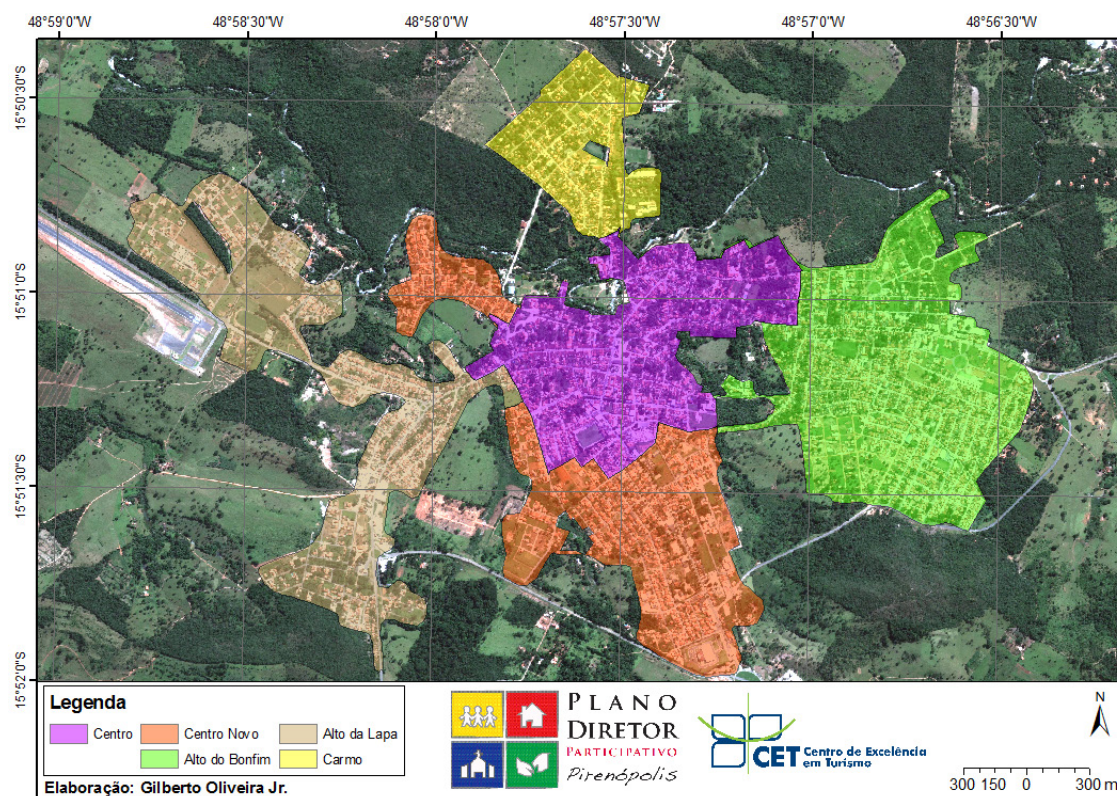 48°59'0"W 48°58'30"W 48°58'0"W 48°57'30"W 48°57'0"W 48°56'30"W
15°50'30"S
15°51'0"S
15°51'30"S
15°52'0"S
Legenda
Centro Centro Novo Alto da Lapa
Alto do Bonfim Carmo
Elaboração: Gilberto Oliveira Jr.
PLANO
DIRETOR
PARTICIPATIVO
Pirenópolis
CET Centro de Excelência
em Turismo
N
300 150 0 300 m